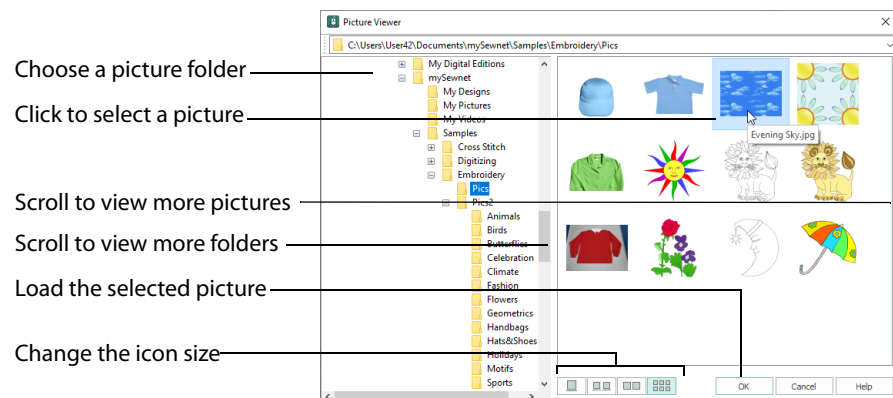 Picture Viewer
C:\Users\User42\Documents\mySewnet\Samples\Embroidery\Pics
Choose a picture folder
Click to select a picture
Scroll to view more pictures
Scroll to view more folders
Load the selected picture
Change the icon size
My Digital Editions
mySewnet
My Designs
My Pictures
My Videos
Samples
Cross Stitch
Digitizing
Embroidery
Pics
Pics2
Animals
Birds
Butterflies
Celebration
Climate
Fashion
Flowers
Geometrics
Handbags
Hats&Shoes
Holidays
Motifs
Sports
Evening Sky.jpg
OK
Cancel
Help